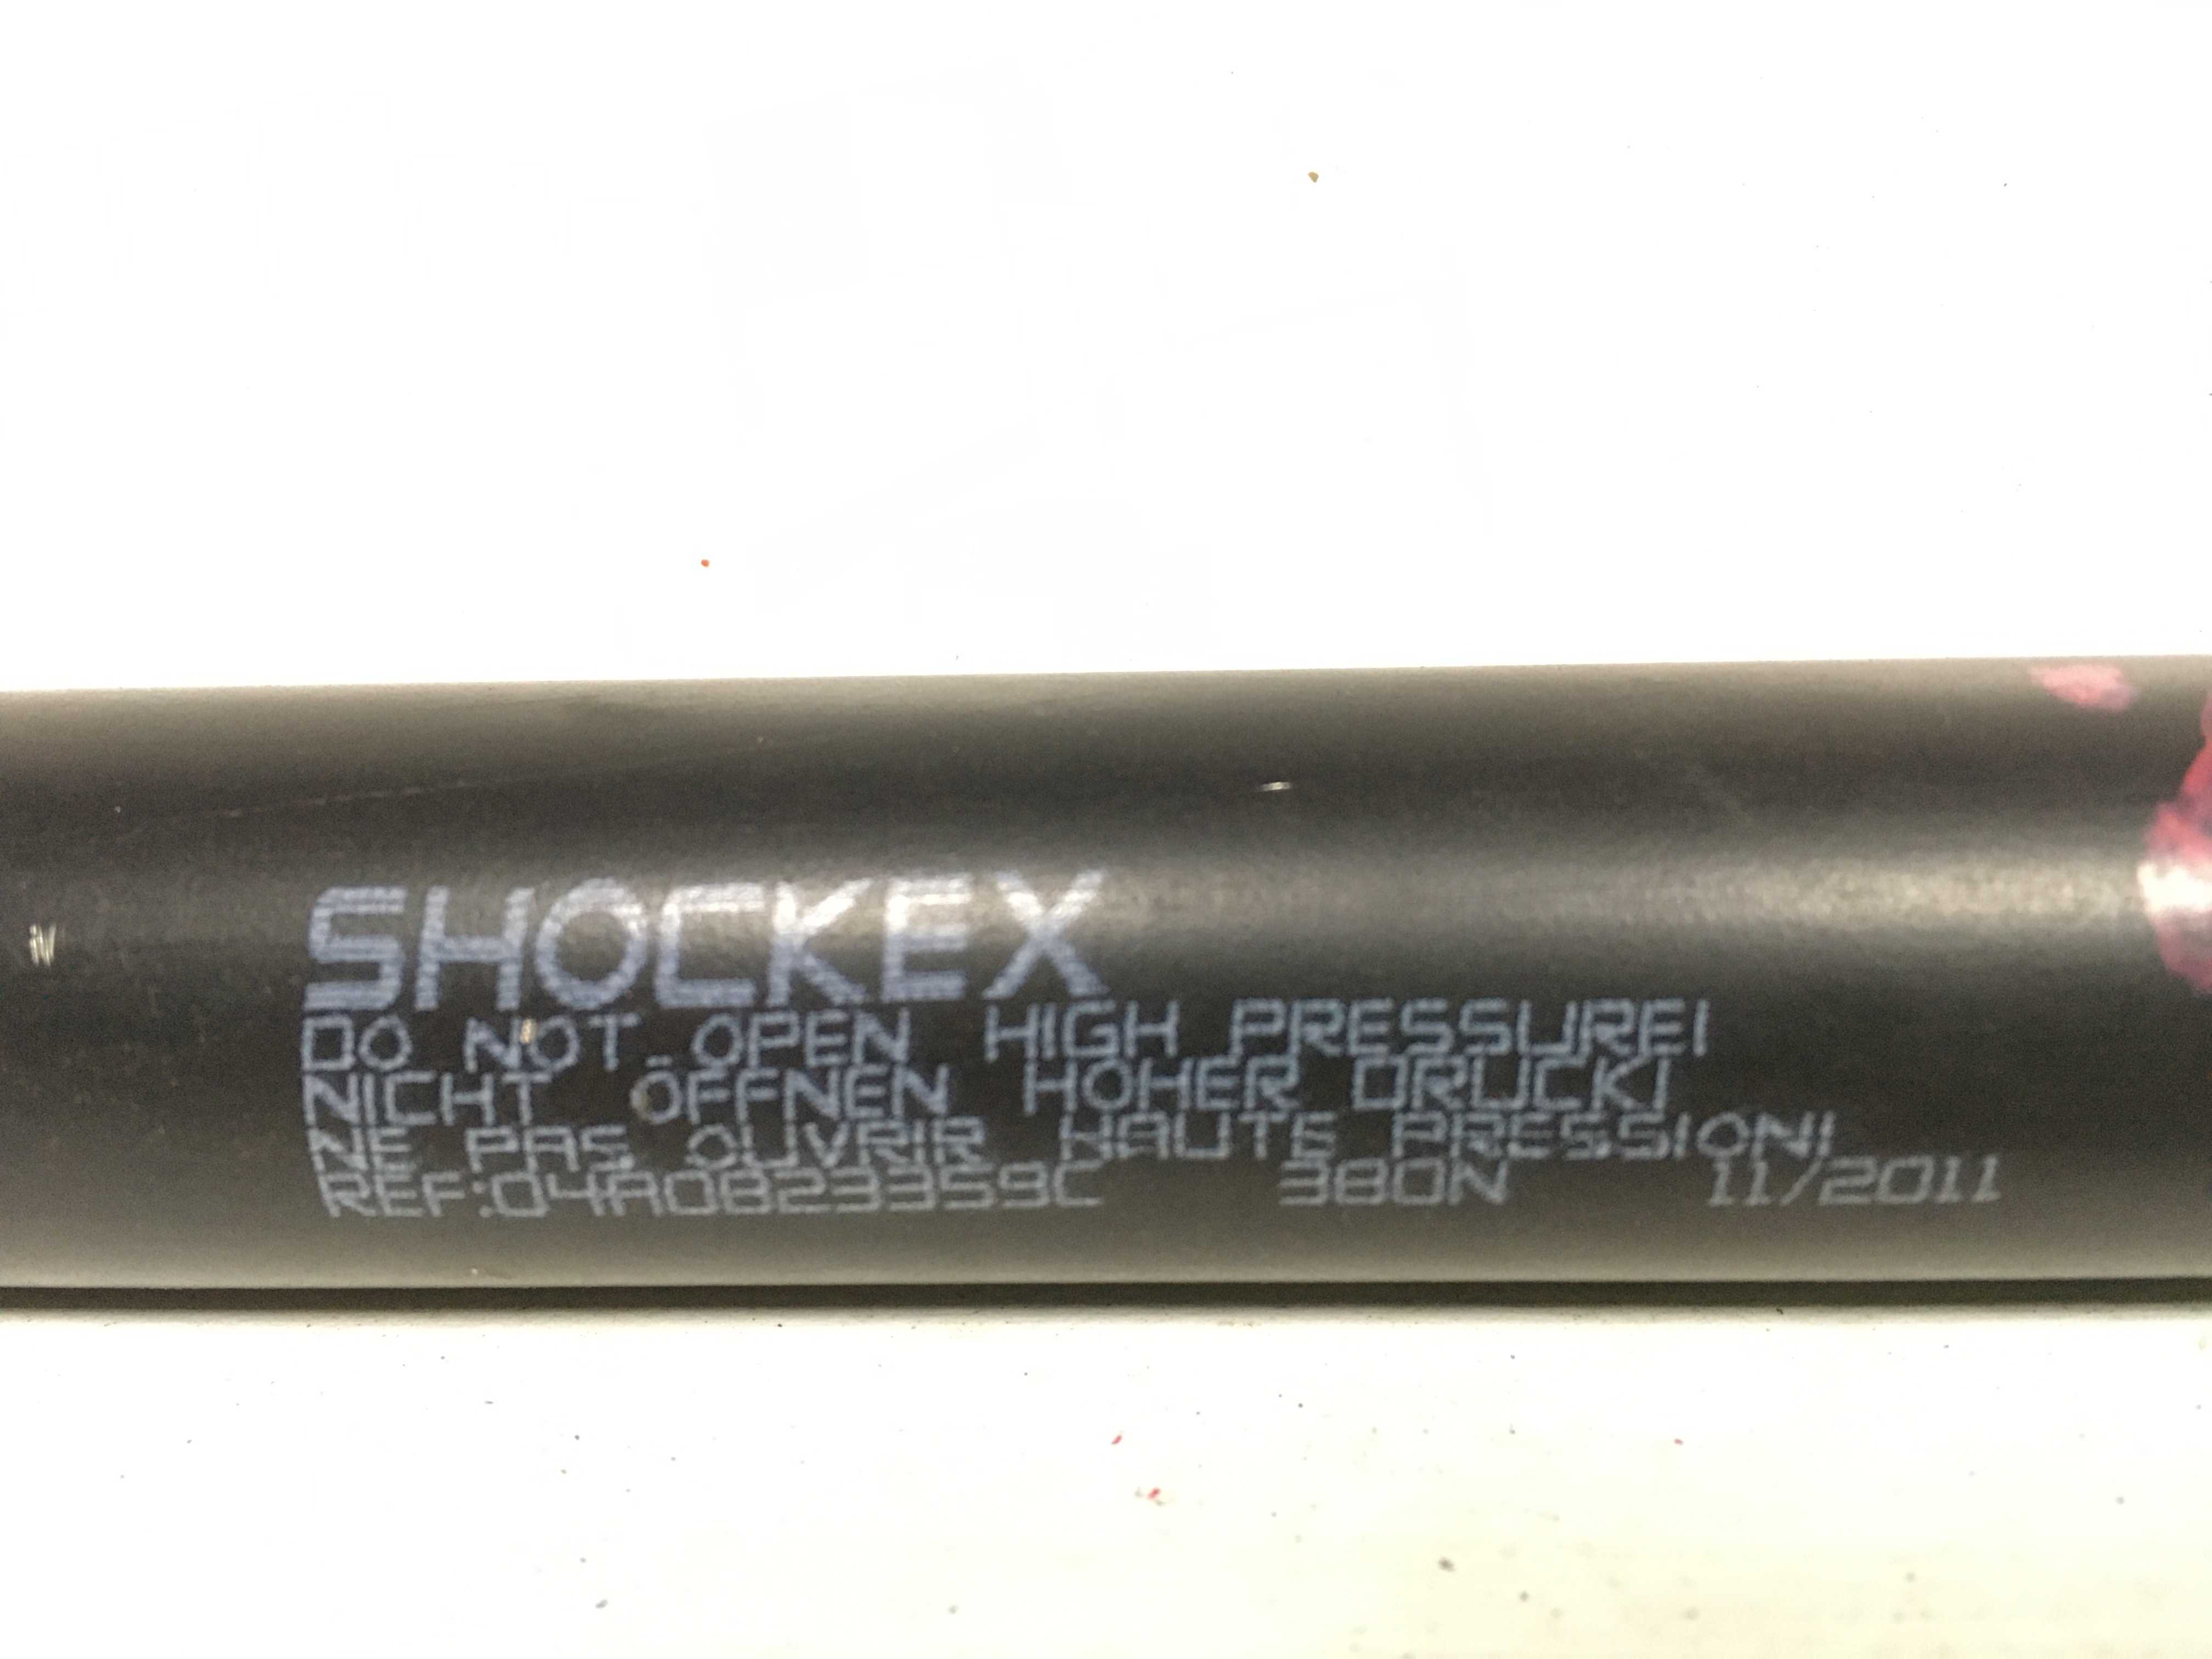 SHOCKEX
DO NOT OPEN HIGH PRESSURE!
NICHT ÖFFNEN HOHER DRUCK!
NE PAS OUVRIR HAUTE PRESSION!
REF:04A0823359C 380N 11/2011